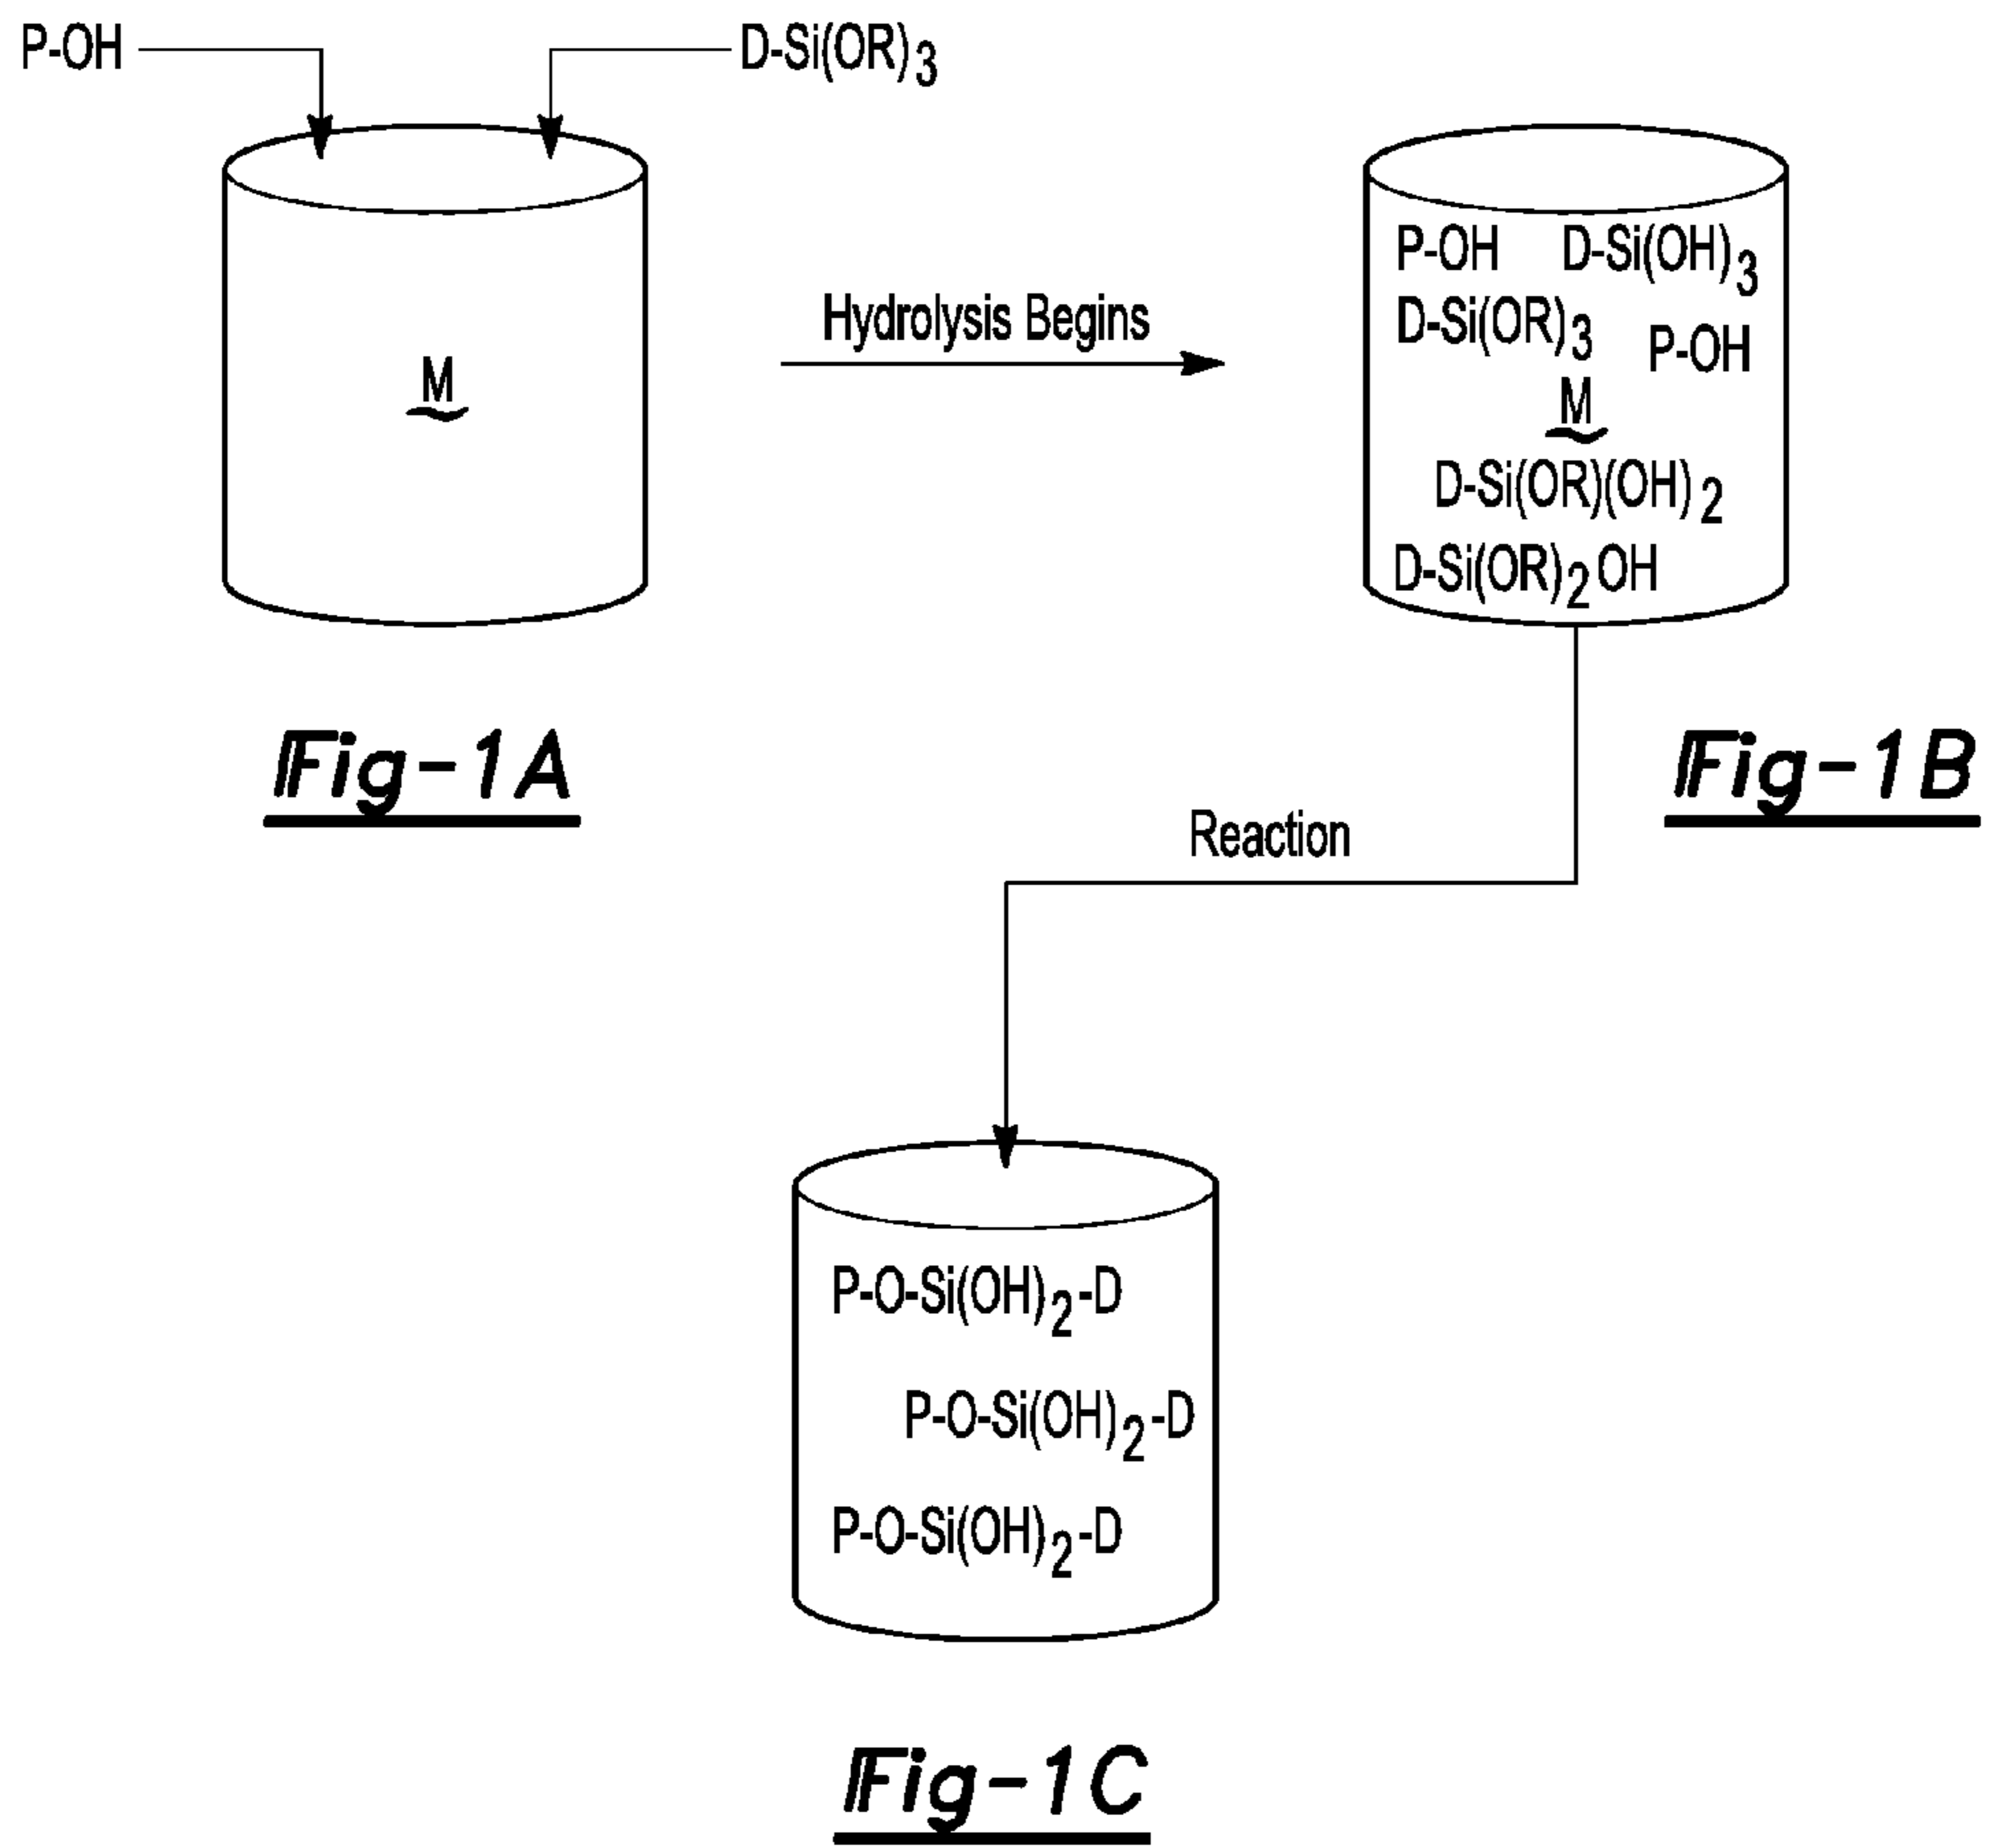 P-OH
D-Si(OR)3
M
Hydrolysis Begins
P-OH D-Si(OH)3
D-Si(OR)3
P-OH
M
D-Si(OR)(OH)2
D-Si(OR)2OH
Fig-1A
Fig-1B
Reaction
P-O-Si(OH)2-D
P-O-Si(OH)2-D
P-O-Si(OH)2-D
Fig-1C